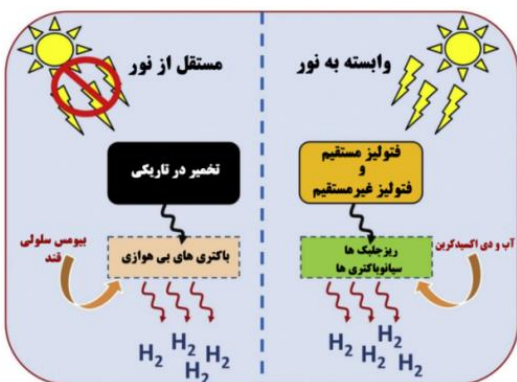 وابسته به نور
فتولیز مستقیم
و
فتولیز غیرمستقیم
آب و دی اکسیدکربن
ریزجلبک ها
سیانوباکتری ها
H₂
H₂
H₂
H₂
مستقل از نور
تخمیر در تاریکی
بیومس سلولی
قند
باکتری های بی هوازی
H₂
H₂
H₂
H₂